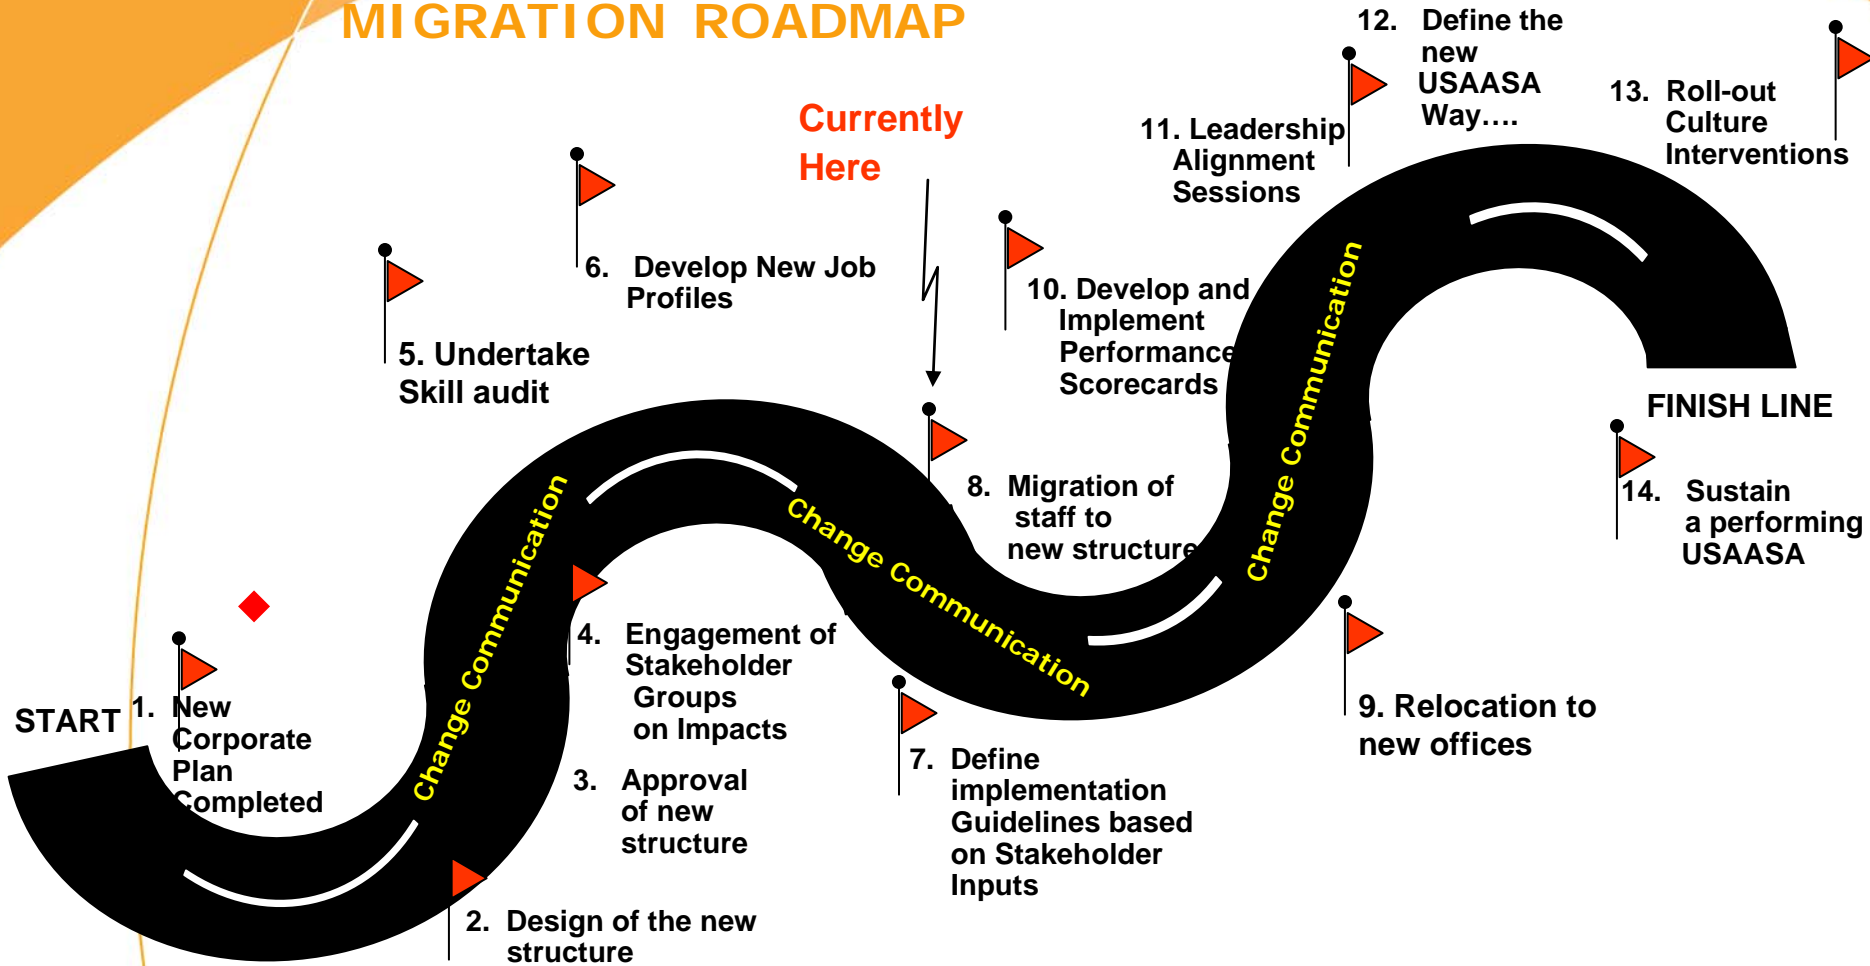 MIGRATION ROADMAP
Currently
Here
START
1. New
Corporate
Plan
Completed
2. Design of the new
structure
3. Approval
of new
structure
4. Engagement of
Stakeholder
Groups
on Impacts
5. Undertake
Skill audit
6. Develop New Job
Profiles
7. Define
implementation
Guidelines based
on Stakeholder
Inputs
8. Migration of
staff to
new structure
9. Relocation to
new offices
10. Develop and
Implement
Performance
Scorecards
11. Leadership
Alignment
Sessions
12. Define the
new
USAASA
Way....
13. Roll-out
Culture
Interventions
FINISH LINE
14. Sustain
a performing
USAASA
Change Communication
Change Communication
Change Communication